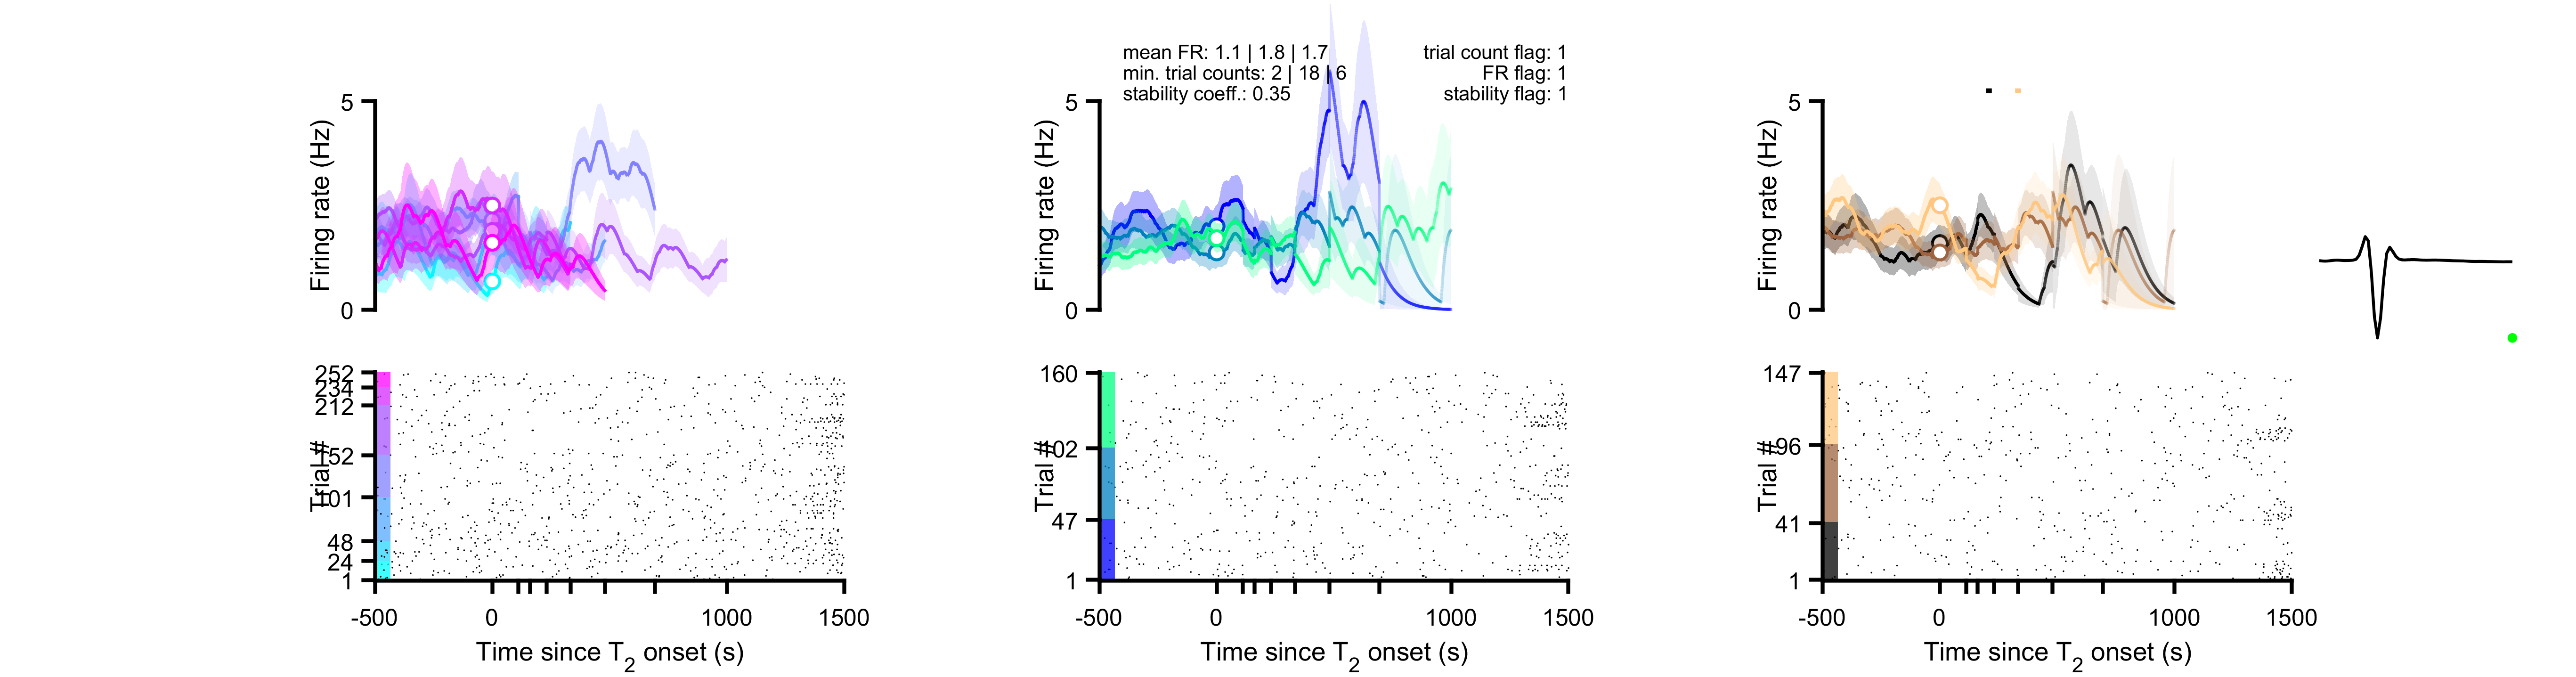 mean FR: 1.1 | 1.8 | 1.7
min. trial counts: 2 | 18 | 6
stability coeff.: 0.35
trial count flag: 1
FR flag: 1
stability flag: 1
5
0
Firing rate (Hz)
5
0
Firing rate (Hz)
5
0
Firing rate (Hz)
252
234
212
152
101
48
24
1
Trial #
-500
0
1000
1500
Time since T2 onset (s)
160
102
47
1
Trial #
-500
0
1000
1500
Time since T2 onset (s)
147
96
41
1
Trial #
-500
0
1000
1500
Time since T2 onset (s)